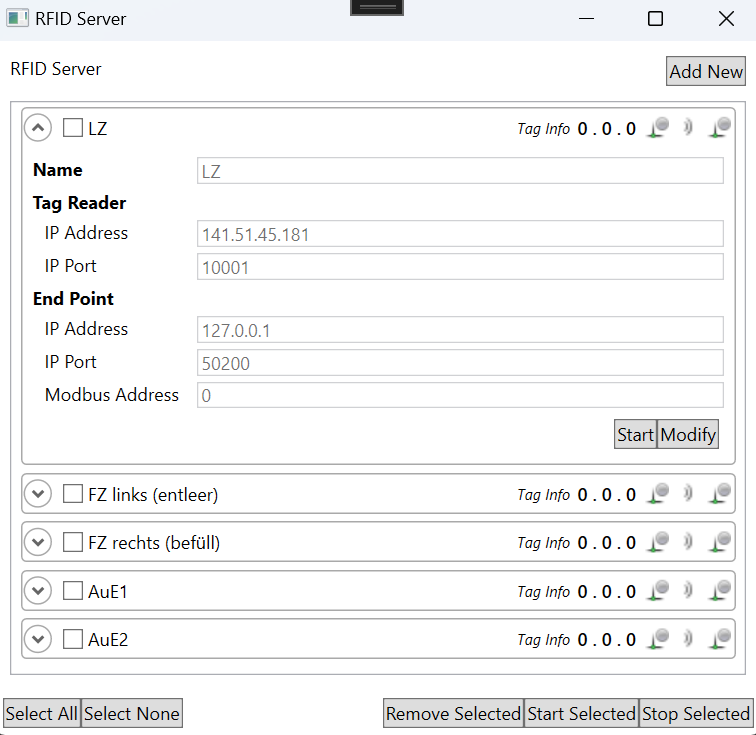 RFID Server
RFID Server
Add New
LZ Tag Info 0 . 0 . 0
Name LZ
Tag Reader
IP Address 141.51.45.181
IP Port 10001
End Point
IP Address 127.0.0.1
IP Port 50200
Modbus Address 0
Start Modify
FZ links (entleer) Tag Info 0 . 0 . 0
FZ rechts (befüll) Tag Info 0 . 0 . 0
AuE1 Tag Info 0 . 0 . 0
AuE2 Tag Info 0 . 0 . 0
Select All Select None Remove Selected Start Selected Stop Selected